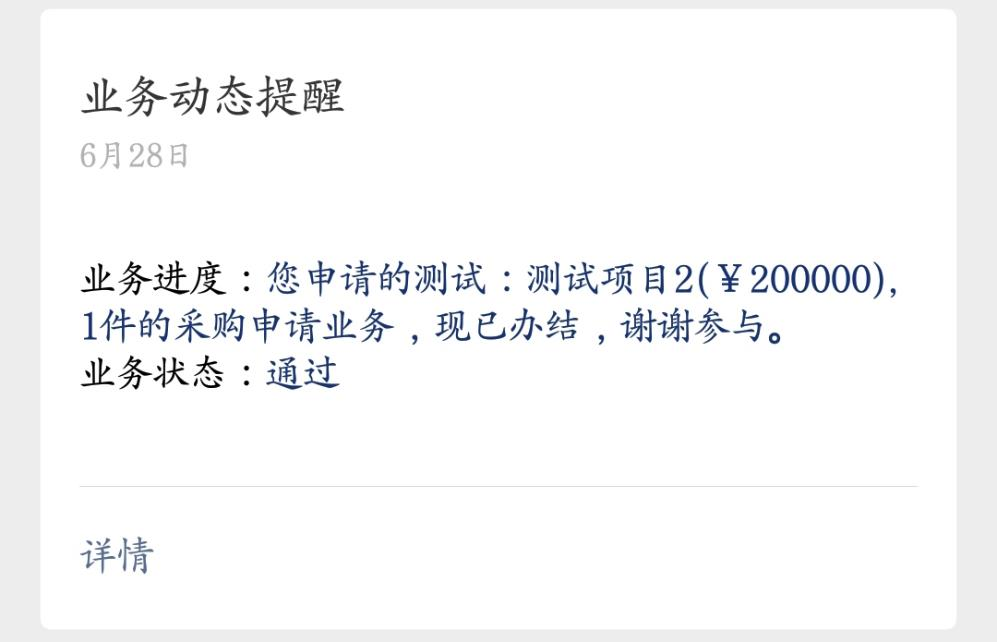 业务动态提醒
6月28日
业务进度：您申请的测试：测试项目2(￥200000),
1件的采购申请业务，现已办结，谢谢参与。
业务状态：通过
详情